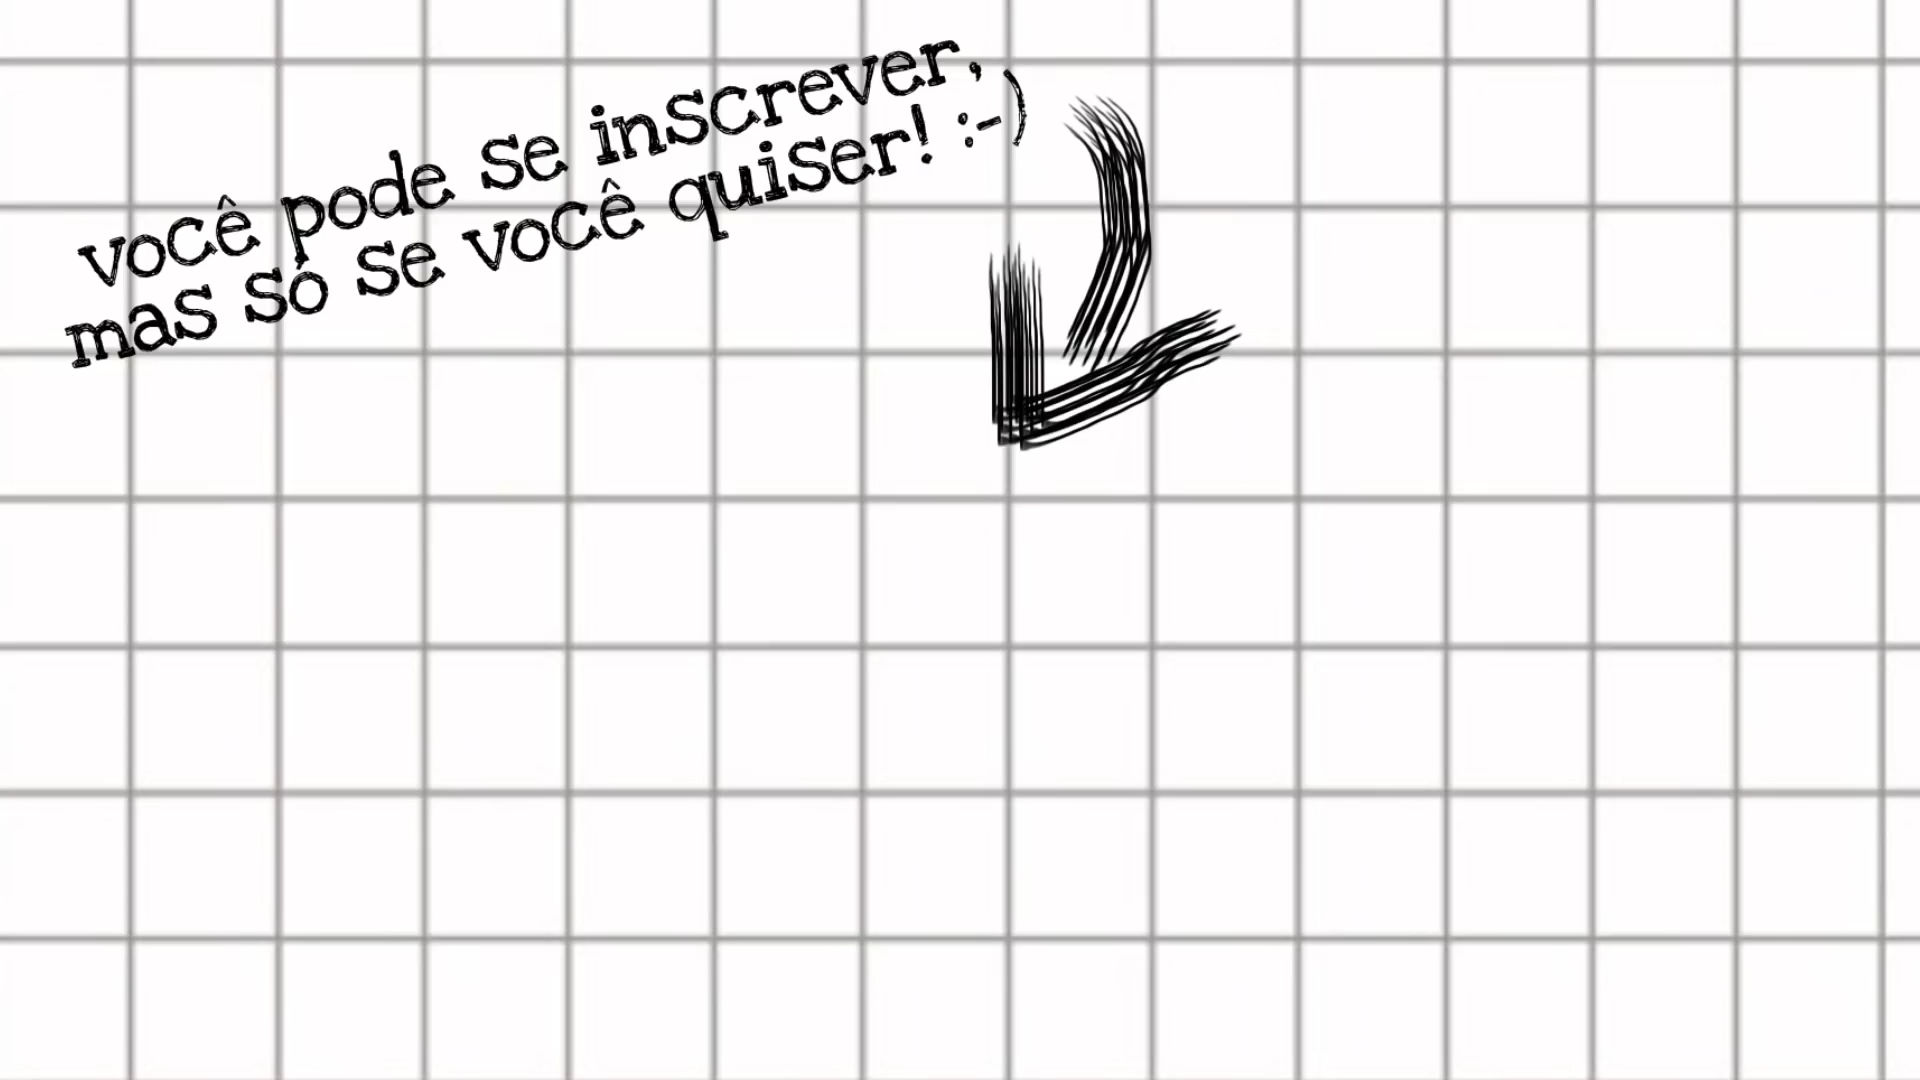 você pode se inscrever,
mas só se você quiser! :-)